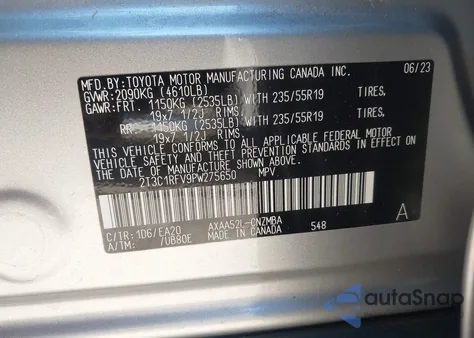 MFD.BY: TOYOTA MOTOR MANUFACTURING CANADA INC. 06/23
GVWR: 2090KG (4610LB)
GAWR: FRT. 1150KG (2535LB) WITH 235/55R19 TIRES,
19x7 1/2J RIMS
RR. 1150KG (2535LB) WITH 235/55R19 TIRES,
19x7 1/2J RIMS
THIS VEHICLE CONFORMS TO ALL APPLICABLE FEDERAL MOTOR
VEHICLE SAFETY, BUMPER, AND THEFT PREVENTION STANDARDS IN EFFECT
ON THE DATE OF MANUFACTURE SHOWN ABOVE.
2T3C1RFV9PW275650 MPV
C/TR: 1D6/EA20 AXAA52L-CNZMBA
A/TM: /UB80E MADE IN CANADA 548 A
autoSnap